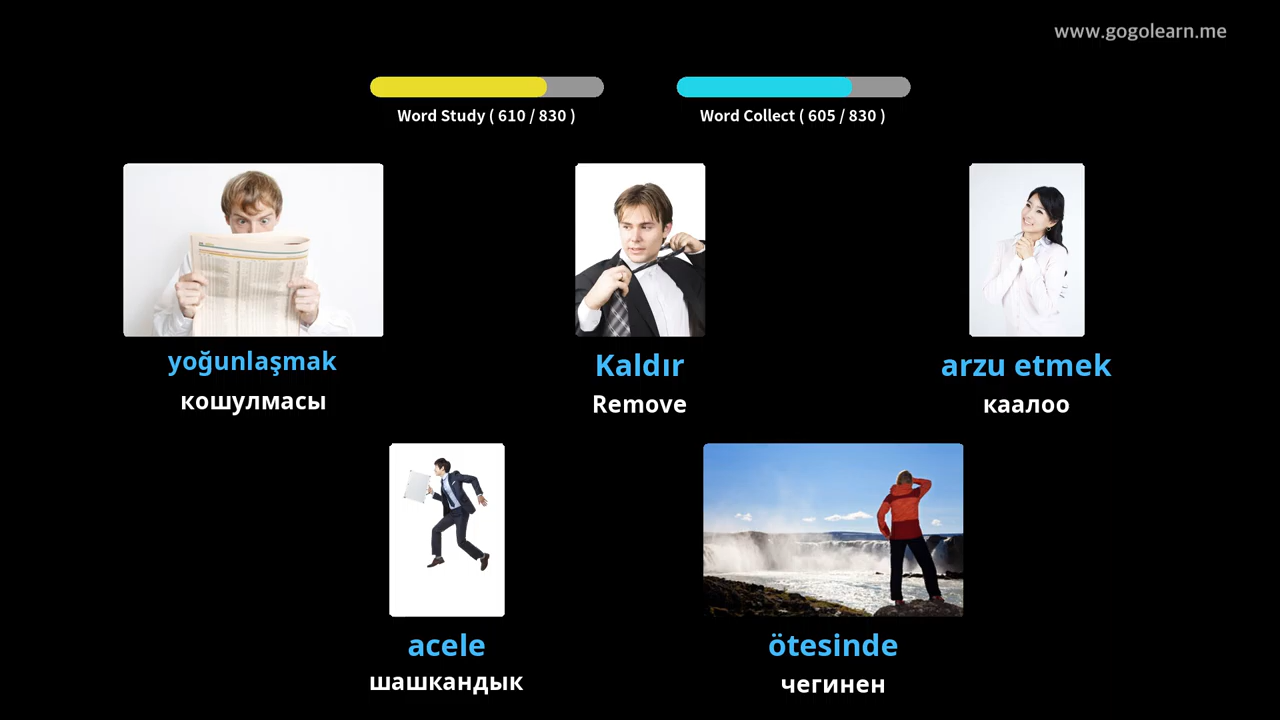 www.gogolearn.me
Word Study ( 610 / 830 )
Word Collect ( 605 / 830 )
yoğunlaşmak
кошулмасы
Kaldır
Remove
arzu etmek
каалоо
acele
шашкандык
ötesinde
чегинен